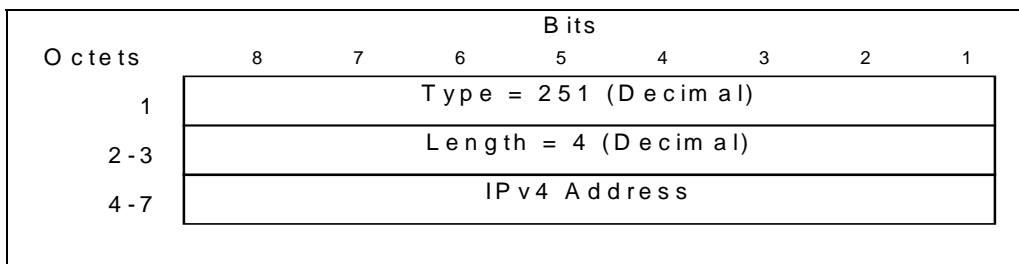 Bits
Octets 8 7 6 5 4 3 2 1
1 Type = 251 (Decimal)
2-3 Length = 4 (Decimal)
4-7 IPv4 Address